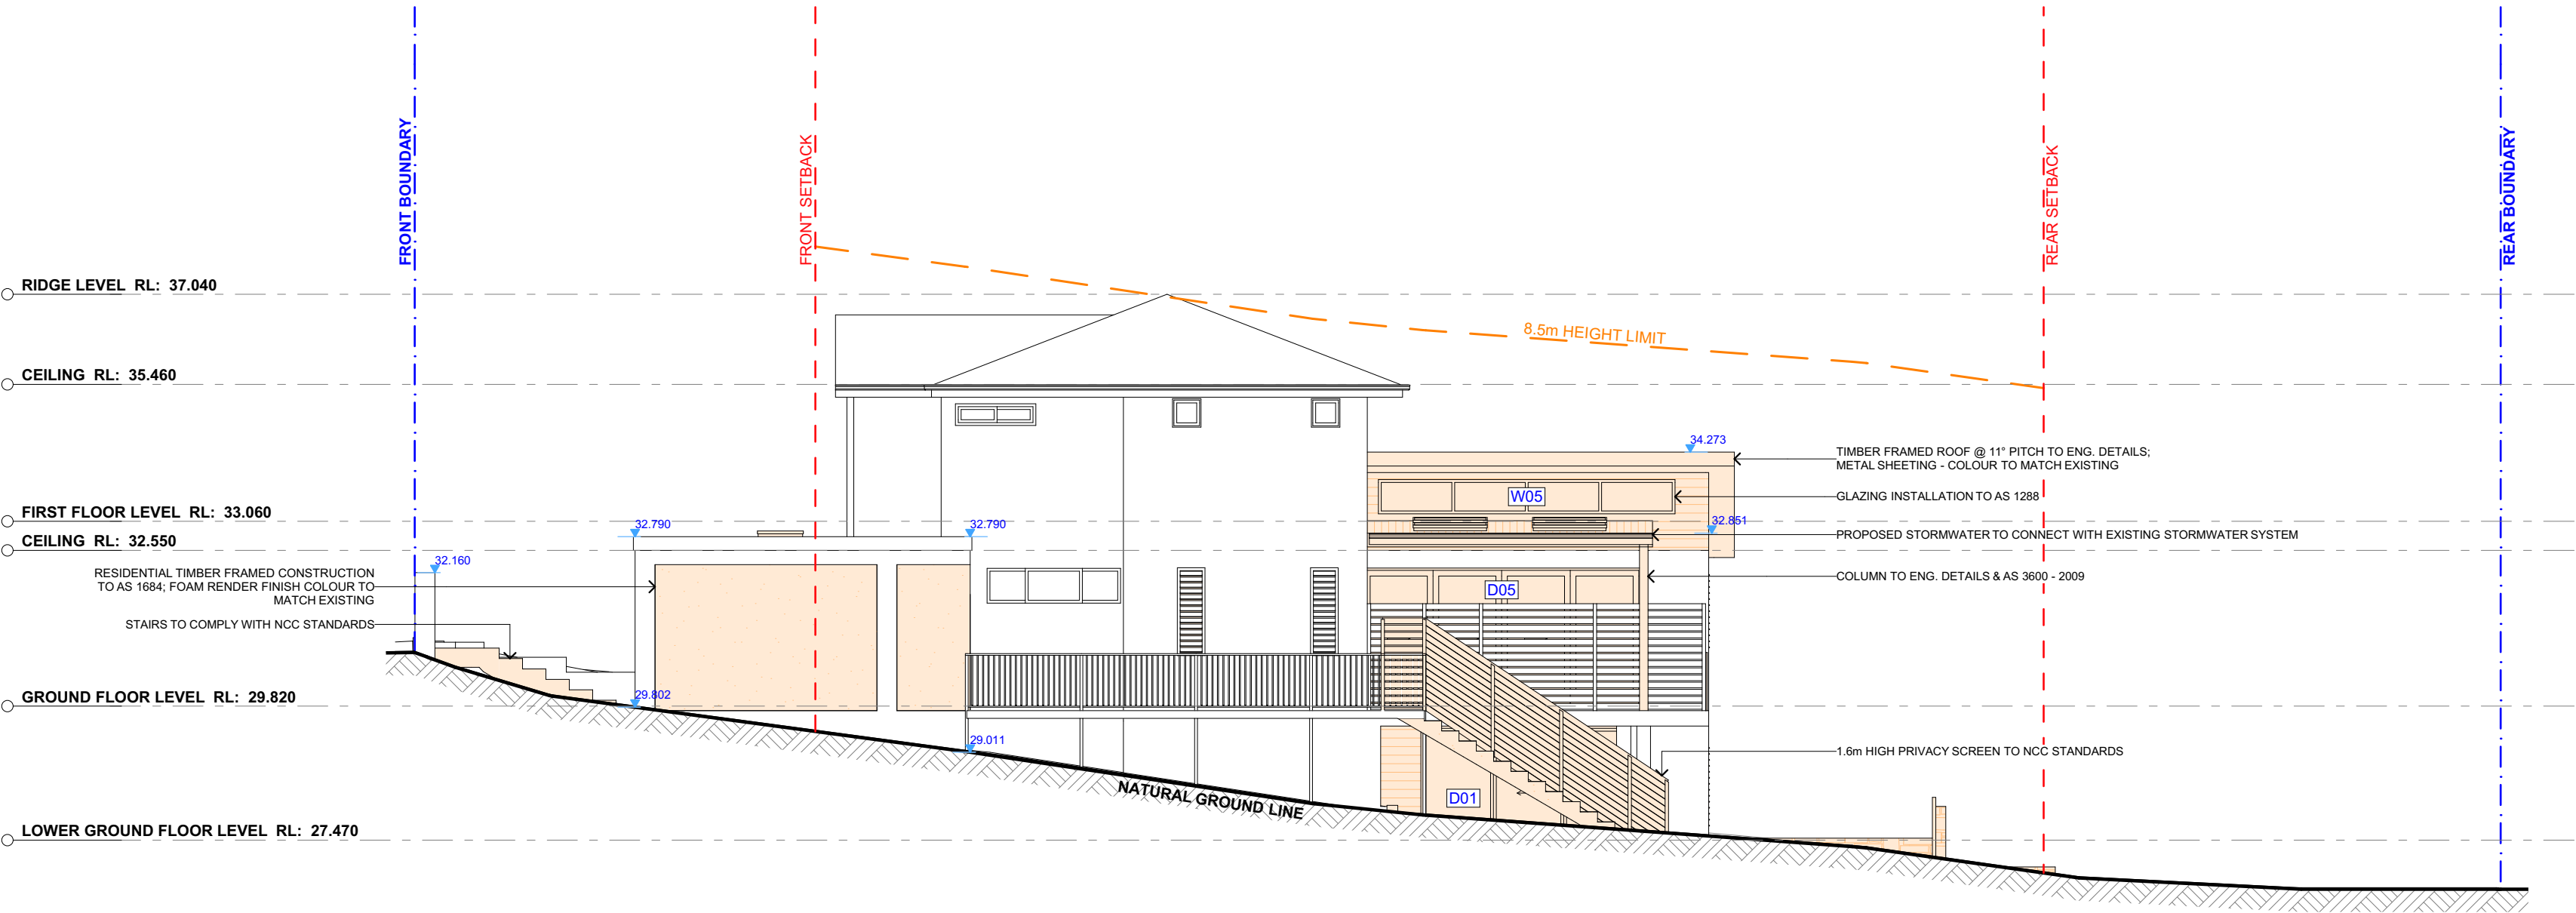 FRONT BOUNDARY
FRONT SETBACK
REAR SETBACK
REAR BOUNDARY
RIDGE LEVEL RL: 37.040
8.5m HEIGHT LIMIT
CEILING RL: 35.460
34.273
TIMBER FRAMED ROOF @ 11° PITCH TO ENG. DETAILS;
METAL SHEETING - COLOUR TO MATCH EXISTING
W05
GLAZING INSTALLATION TO AS 1288
FIRST FLOOR LEVEL RL: 33.060
32.790
32.790
32.851
PROPOSED STORMWATER TO CONNECT WITH EXISTING STORMWATER SYSTEM
CEILING RL: 32.550
32.160
RESIDENTIAL TIMBER FRAMED CONSTRUCTION
TO AS 1684; FOAM RENDER FINISH COLOUR TO
MATCH EXISTING
COLUMN TO ENG. DETAILS & AS 3600 - 2009
D05
STAIRS TO COMPLY WITH NCC STANDARDS
GROUND FLOOR LEVEL RL: 29.820
29.802
29.011
1.6m HIGH PRIVACY SCREEN TO NCC STANDARDS
NATURAL GROUND LINE
D01
LOWER GROUND FLOOR LEVEL RL: 27.470